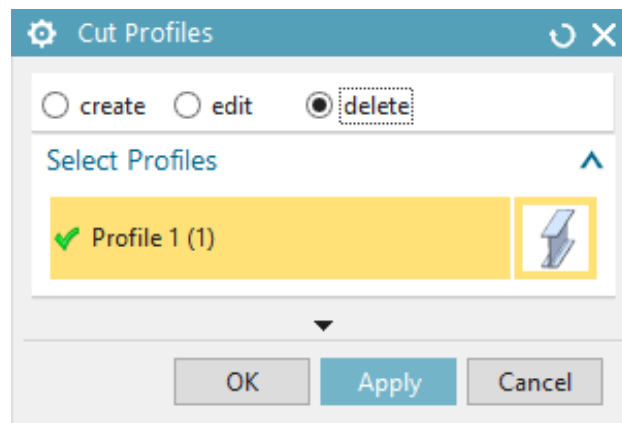 Cut Profiles
create edit delete
Select Profiles
Profile 1 (1)
OK Apply Cancel